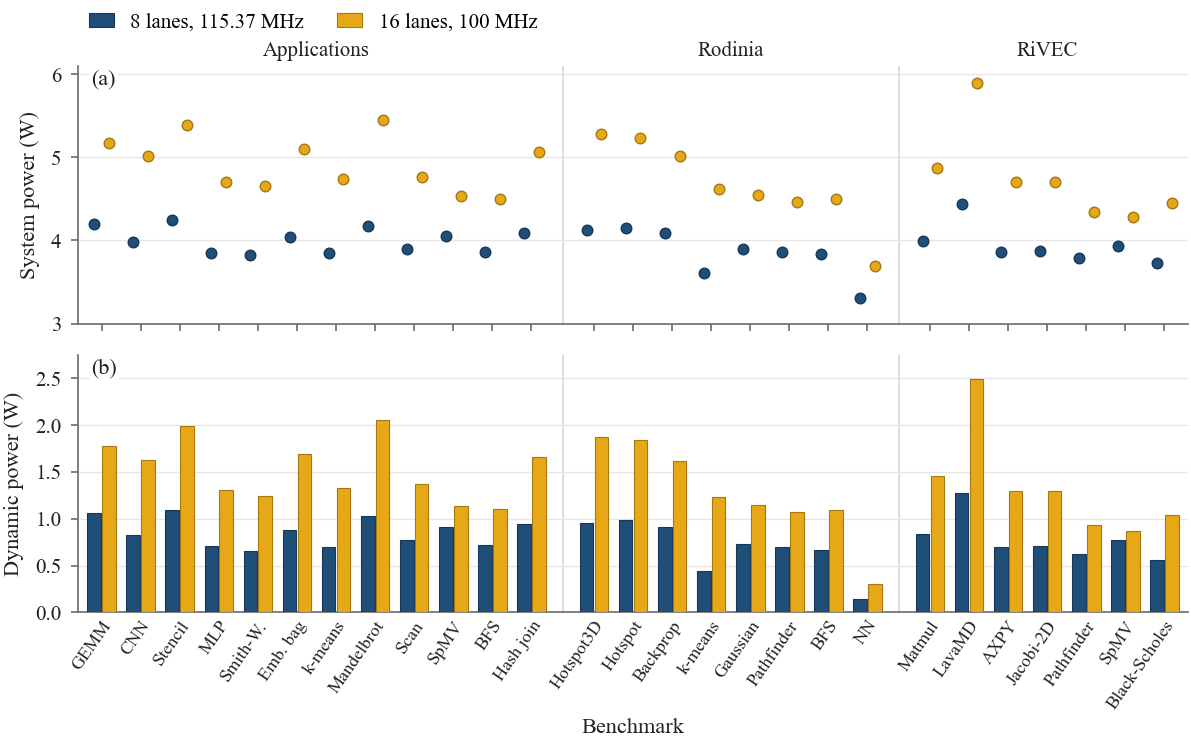 8 lanes, 115.37 MHz
16 lanes, 100 MHz
Applications
Rodinia
RiVEC
(a)
System power (W)
6
5
4
3
(b)
Dynamic power (W)
2.5
2.0
1.5
1.0
0.5
0.0
GEMM
CNN
Stencil
MLP
Smith-W.
Emb. bag
k-means
Mandelbrot
Scan
SpMV
BFS
Hash join
Hotspot3D
Hotspot
Backprop
k-means
Gaussian
Pathfinder
BFS
NN
Matmul
LavaMD
AXPY
Jacobi-2D
Pathfinder
SpMV
Black-Scholes
Benchmark